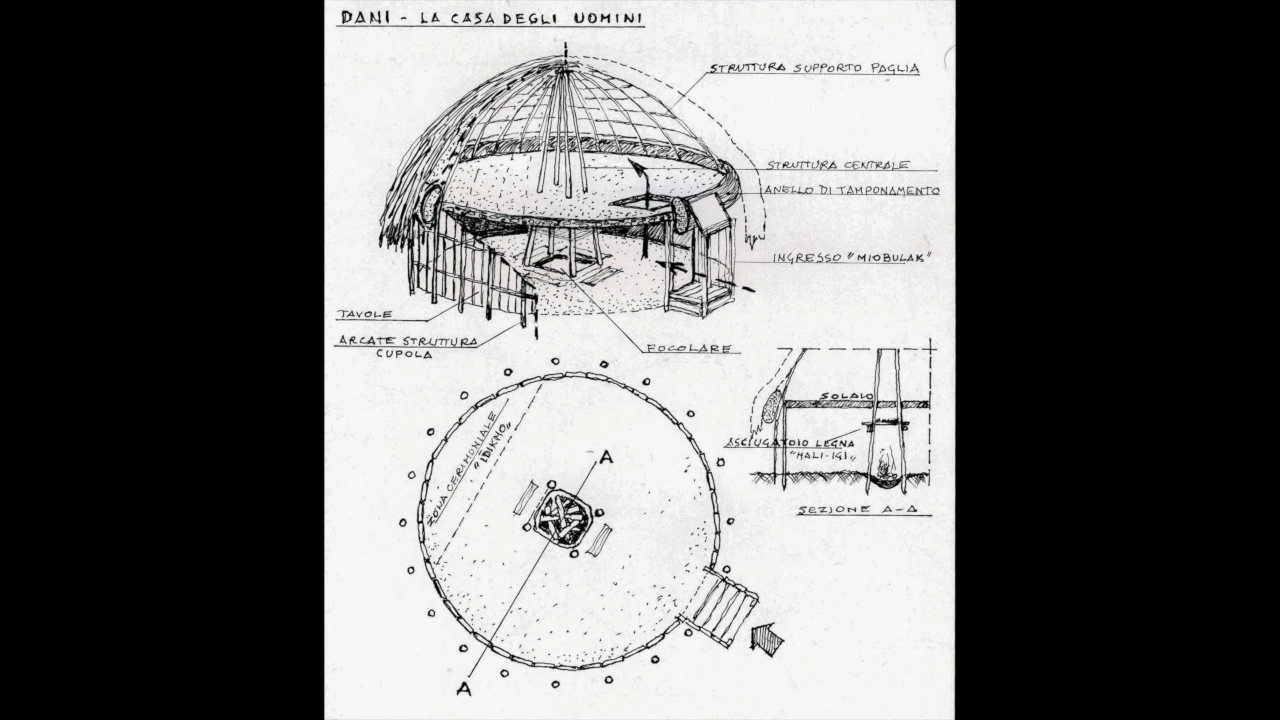 DANI - LA CASA DEGLI UOMINI
STRUTTURA SUPPORTO PAGLIA
STRUTTURA CENTRALE
ANELLO DI TAMPONAMENTO
INGRESSO "MIOBULAK"
TAVOLE
ARCATE STRUTTURA
CUPOLA
FOCOLARE
SOLAIO
ASCIUGATOIO LEGNA
"HALI-IGI"
SEZIONE A-A
ZONA CERIMONIALE
"IDIKMO"
A
A